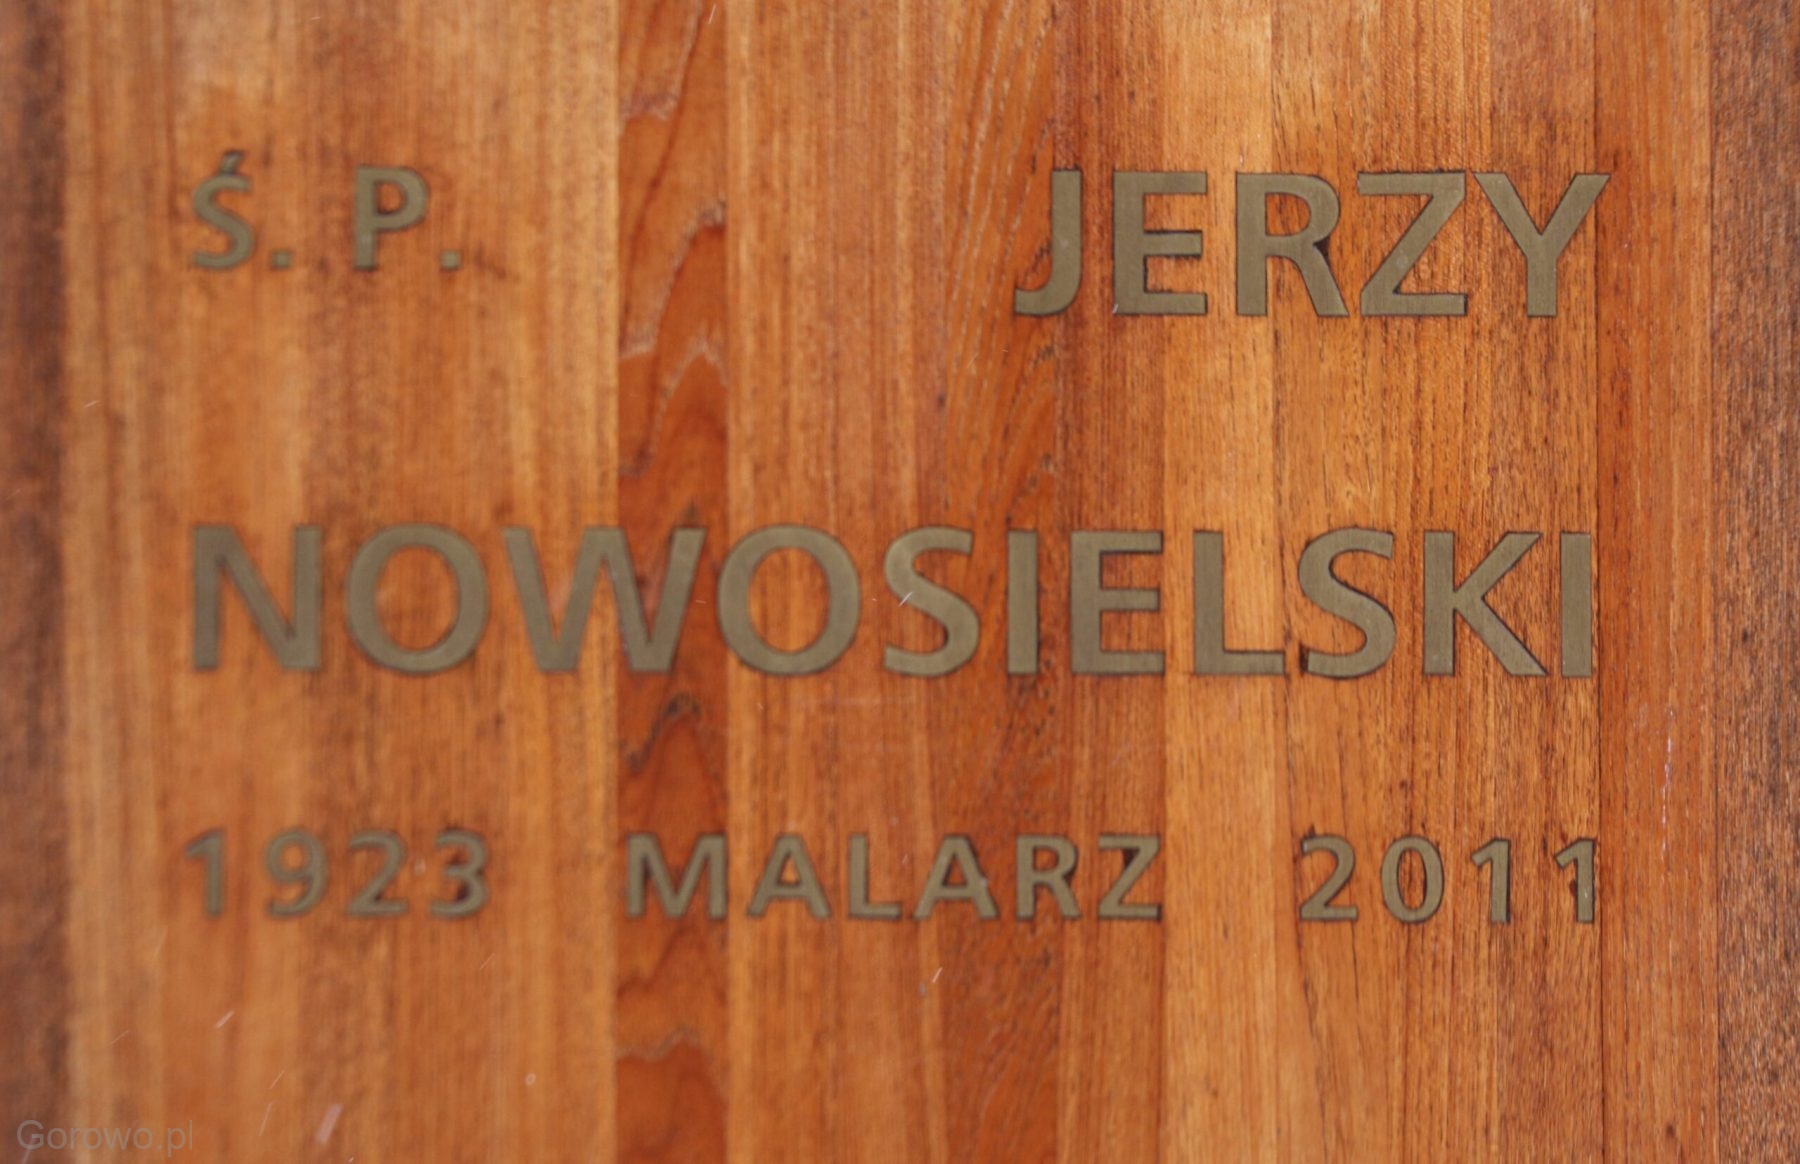 Ś. P. JERZY
NOWOSIELSKI
1923 MALARZ 2011
Gorowo.pl